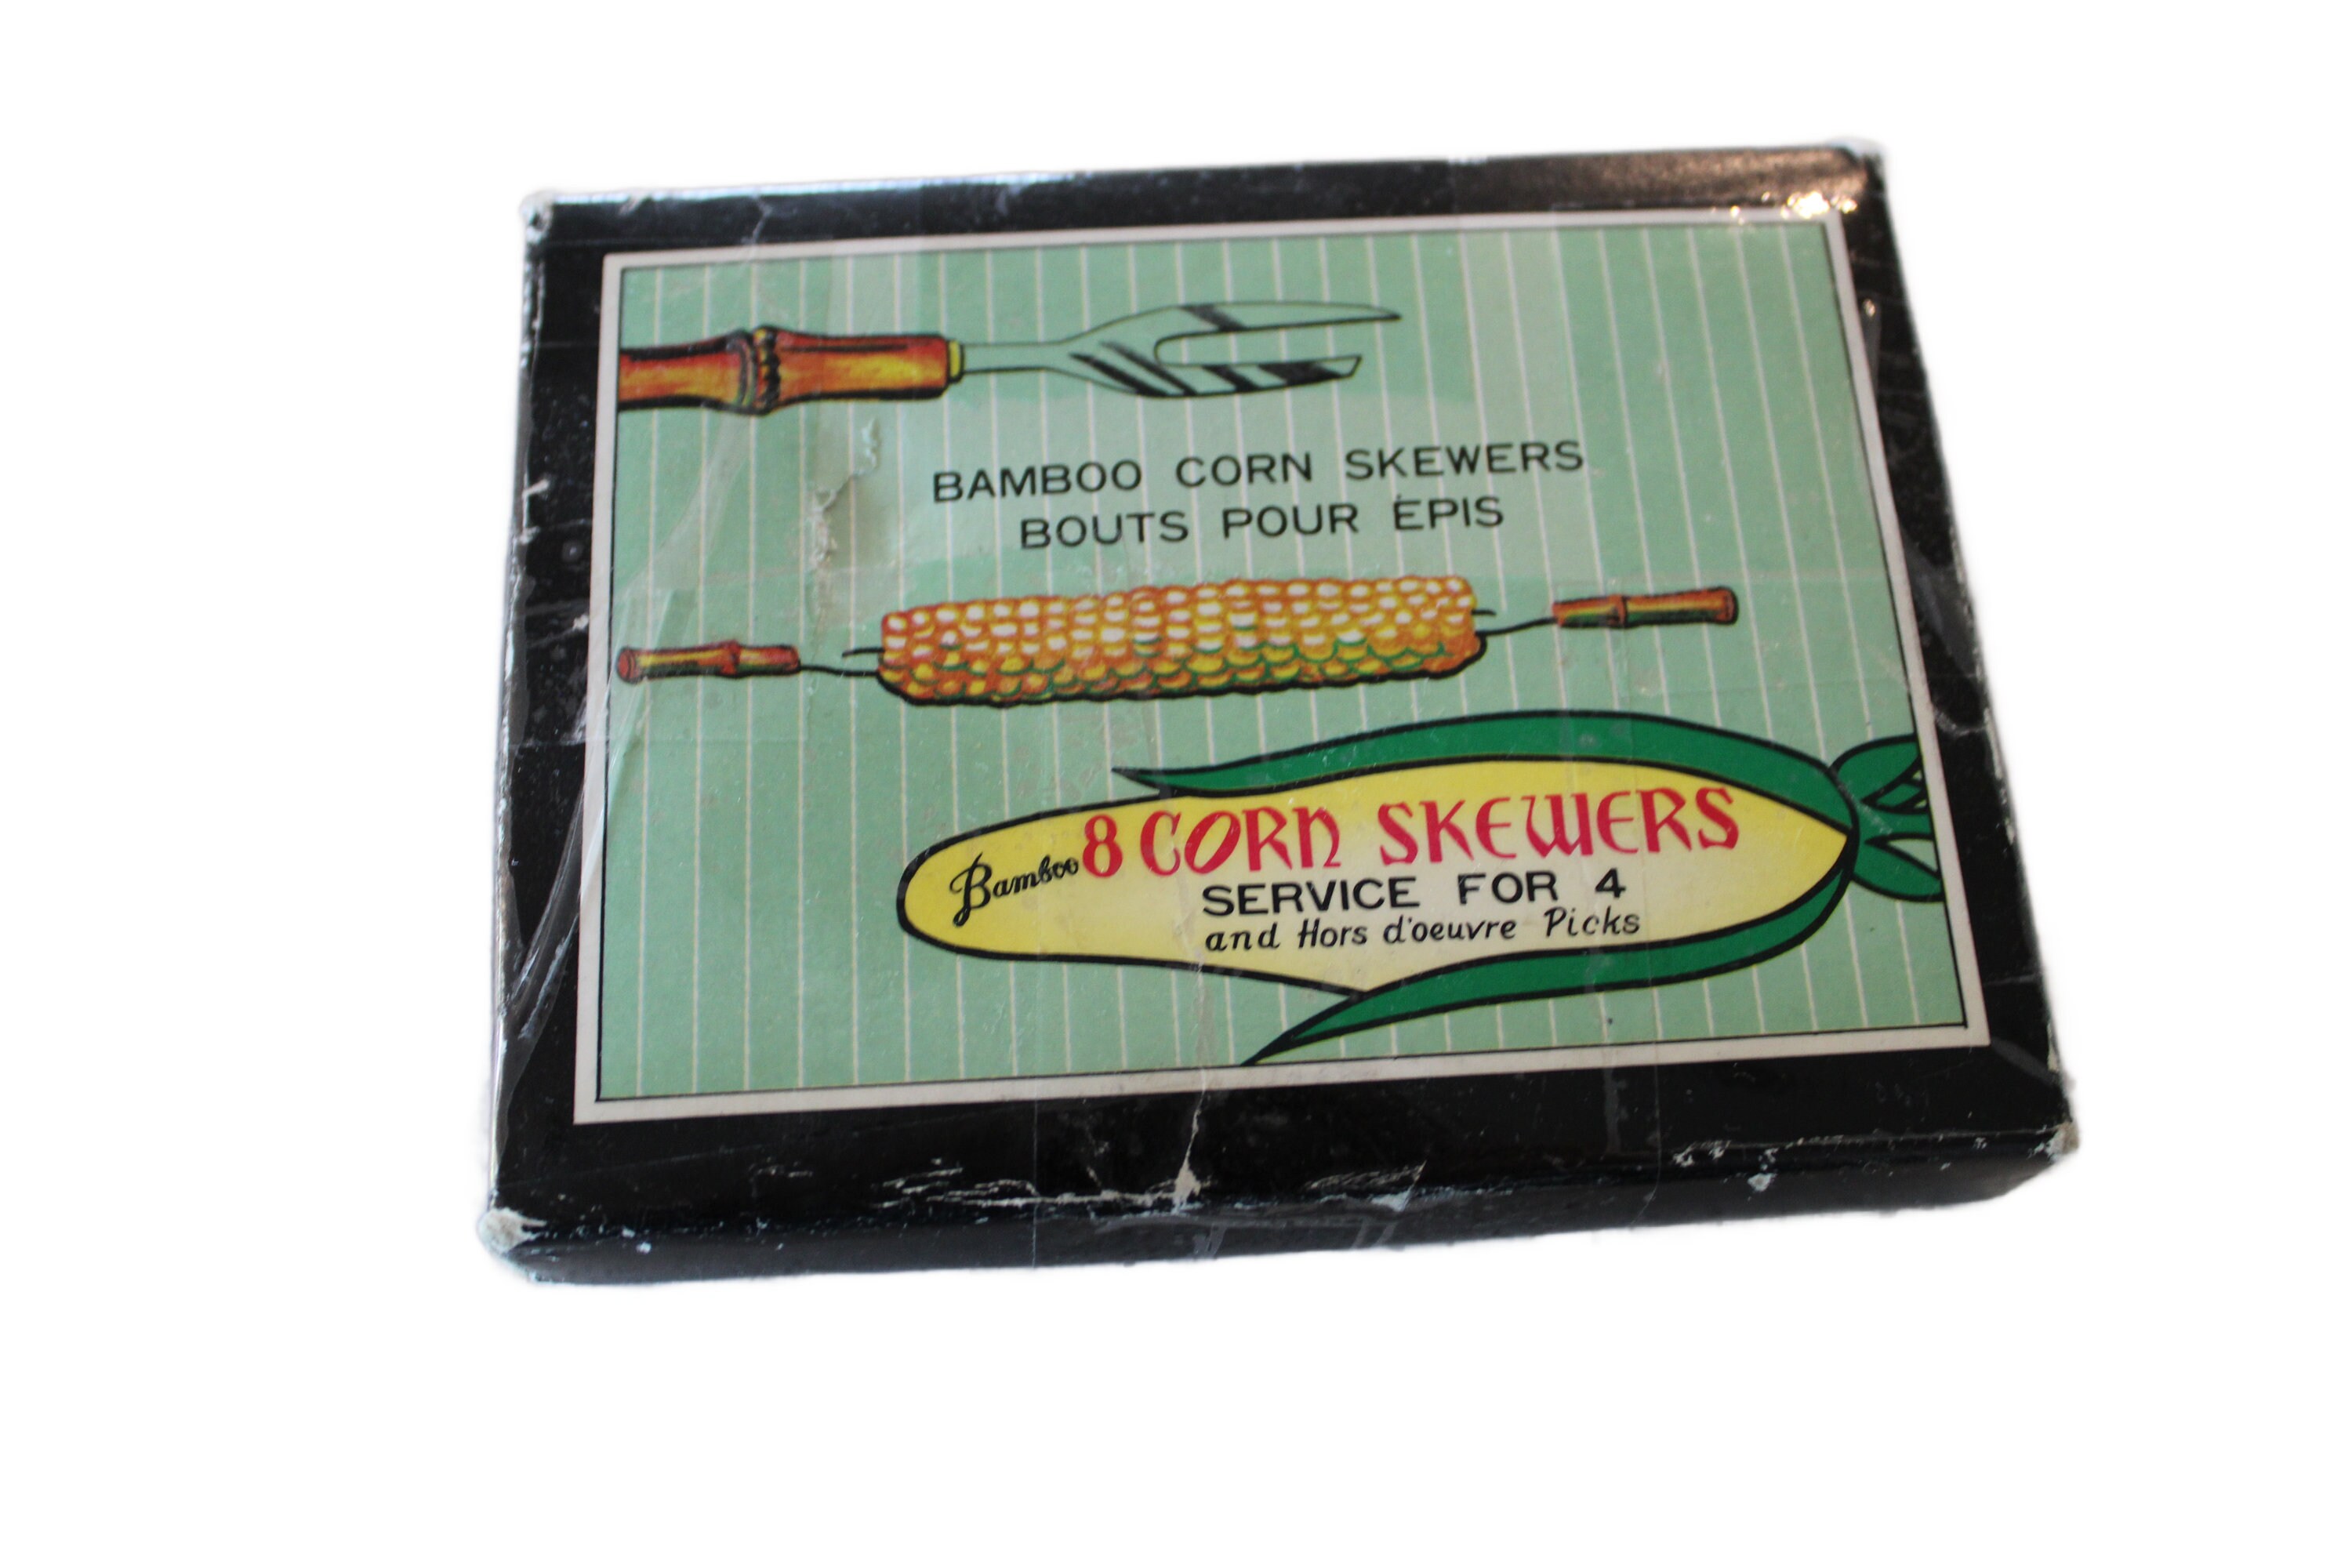 BAMBOO CORN SKEWERS
BOUTS POUR ÉPIS
Bamboo 8 CORN SKEWERS
SERVICE FOR 4
and Hors d'oeuvre Picks